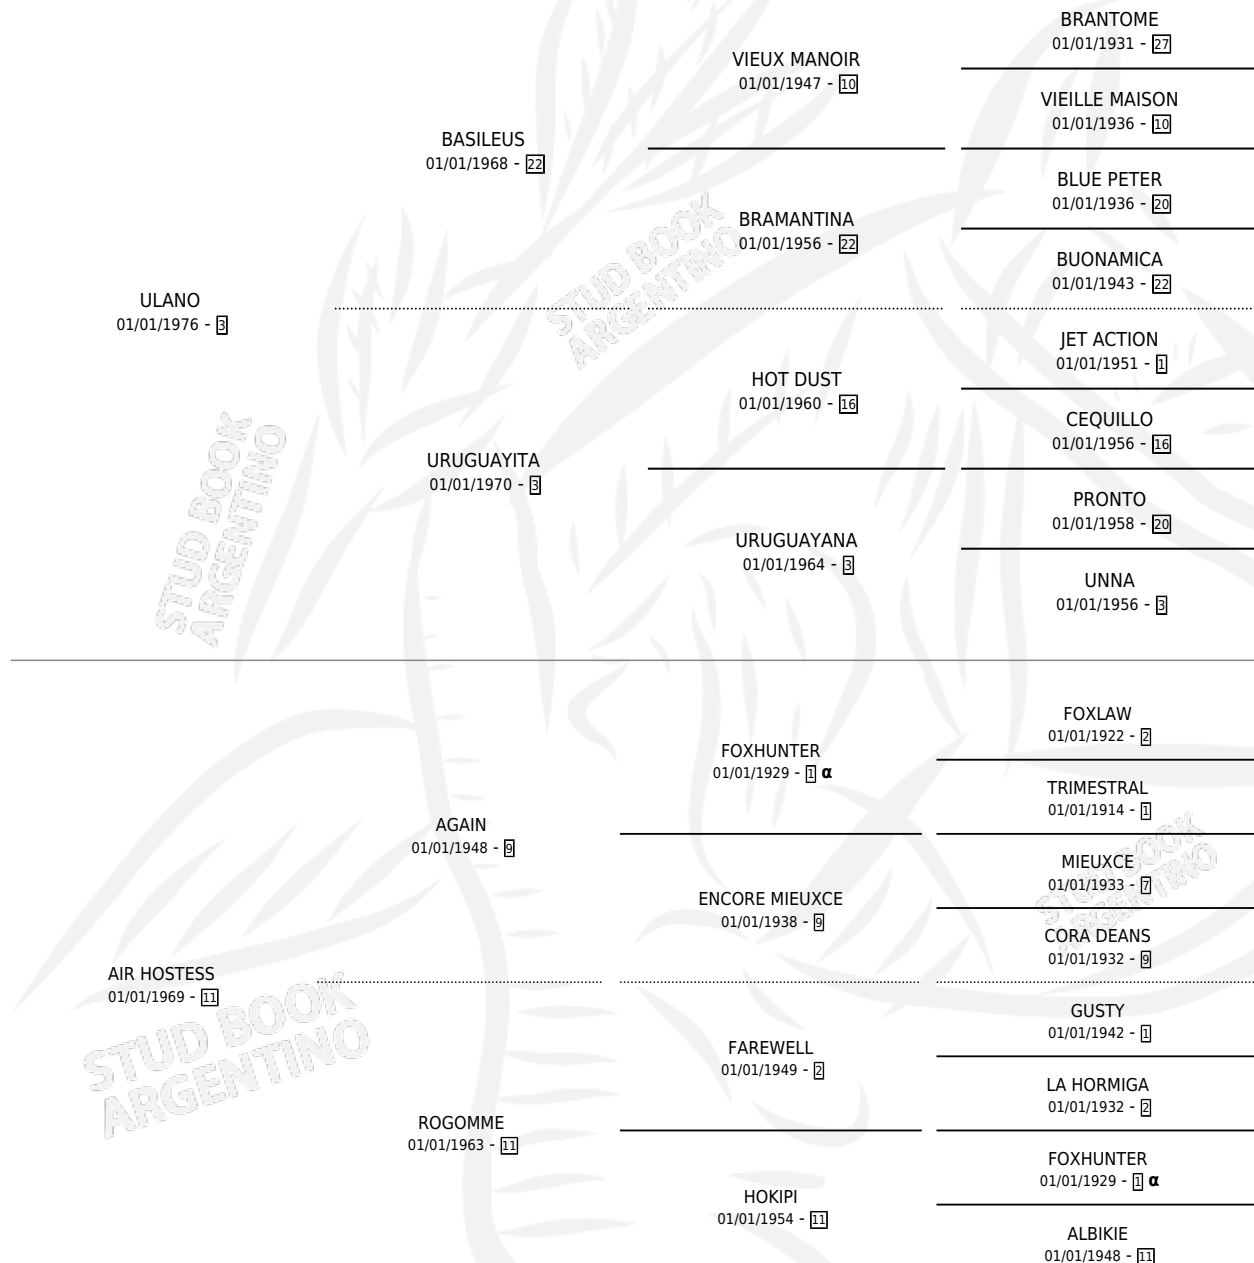 BRANTOME
01/01/1931 - 27
VIEUX MANOIR
01/01/1947 - 10
VIEILLE MAISON
01/01/1936 - 10
BASILEUS
01/01/1968 - 22
BLUE PETER
01/01/1936 - 20
BRAMANTINA
01/01/1956 - 22
BUONAMICA
01/01/1943 - 22
ULANO
01/01/1976 - 3
JET ACTION
01/01/1951 - 1
HOT DUST
01/01/1960 - 16
CEQUILLO
01/01/1956 - 16
URUGUAYITA
01/01/1970 - 3
PRONTO
01/01/1958 - 20
URUGUAYANA
01/01/1964 - 3
UNNA
01/01/1956 - 3
FOXLAW
01/01/1922 - 2
FOXHUNTER
01/01/1929 - 1 α
TRIMESTRAL
01/01/1914 - 1
AGAIN
01/01/1948 - 9
MIEUXCE
01/01/1933 - 7
ENCORE MIEUXCE
01/01/1938 - 9
CORA DEANS
01/01/1932 - 9
AIR HOSTESS
01/01/1969 - 11
GUSTY
01/01/1942 - 1
FAREWELL
01/01/1949 - 2
LA HORMIGA
01/01/1932 - 2
ROGOMME
01/01/1963 - 11
FOXHUNTER
01/01/1929 - 1 α
HOKIPI
01/01/1954 - 11
ALBIKIE
01/01/1948 - 11
STUD BOOK
ARGENTINO
STUD BOOK
ARGENTINO
STUD BOOK
ARGENTINO
STUD BOOK
ARGENTINO